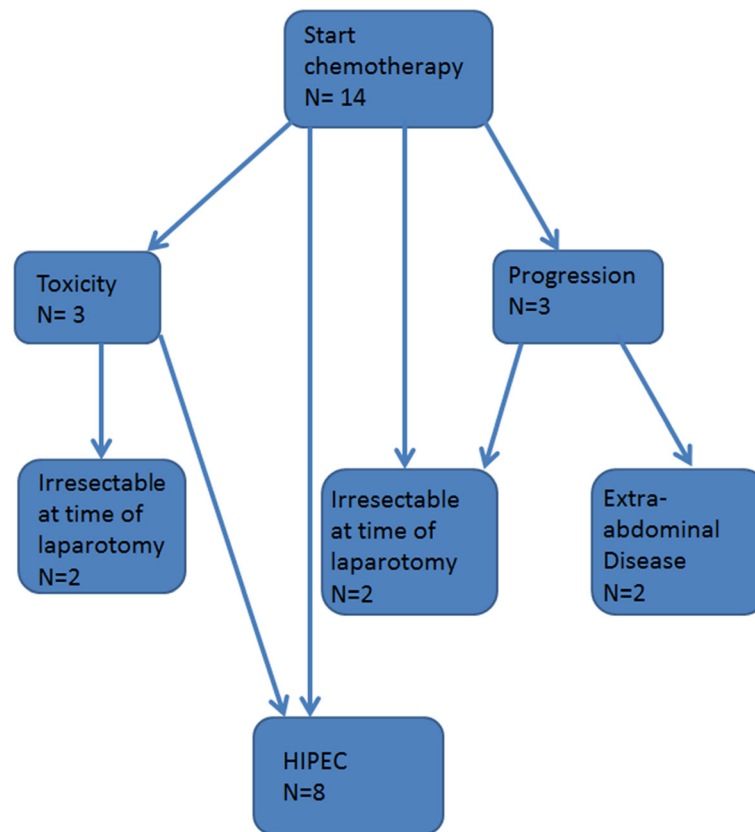 Start
chemotherapy
N= 14
Toxicity
N= 3
Progression
N=3
Irresectable
at time of
laparotomy
N=2
Irresectable
at time of
laparotomy
N=2
Extra-
abdominal
Disease
N=2
HIPEC
N=8